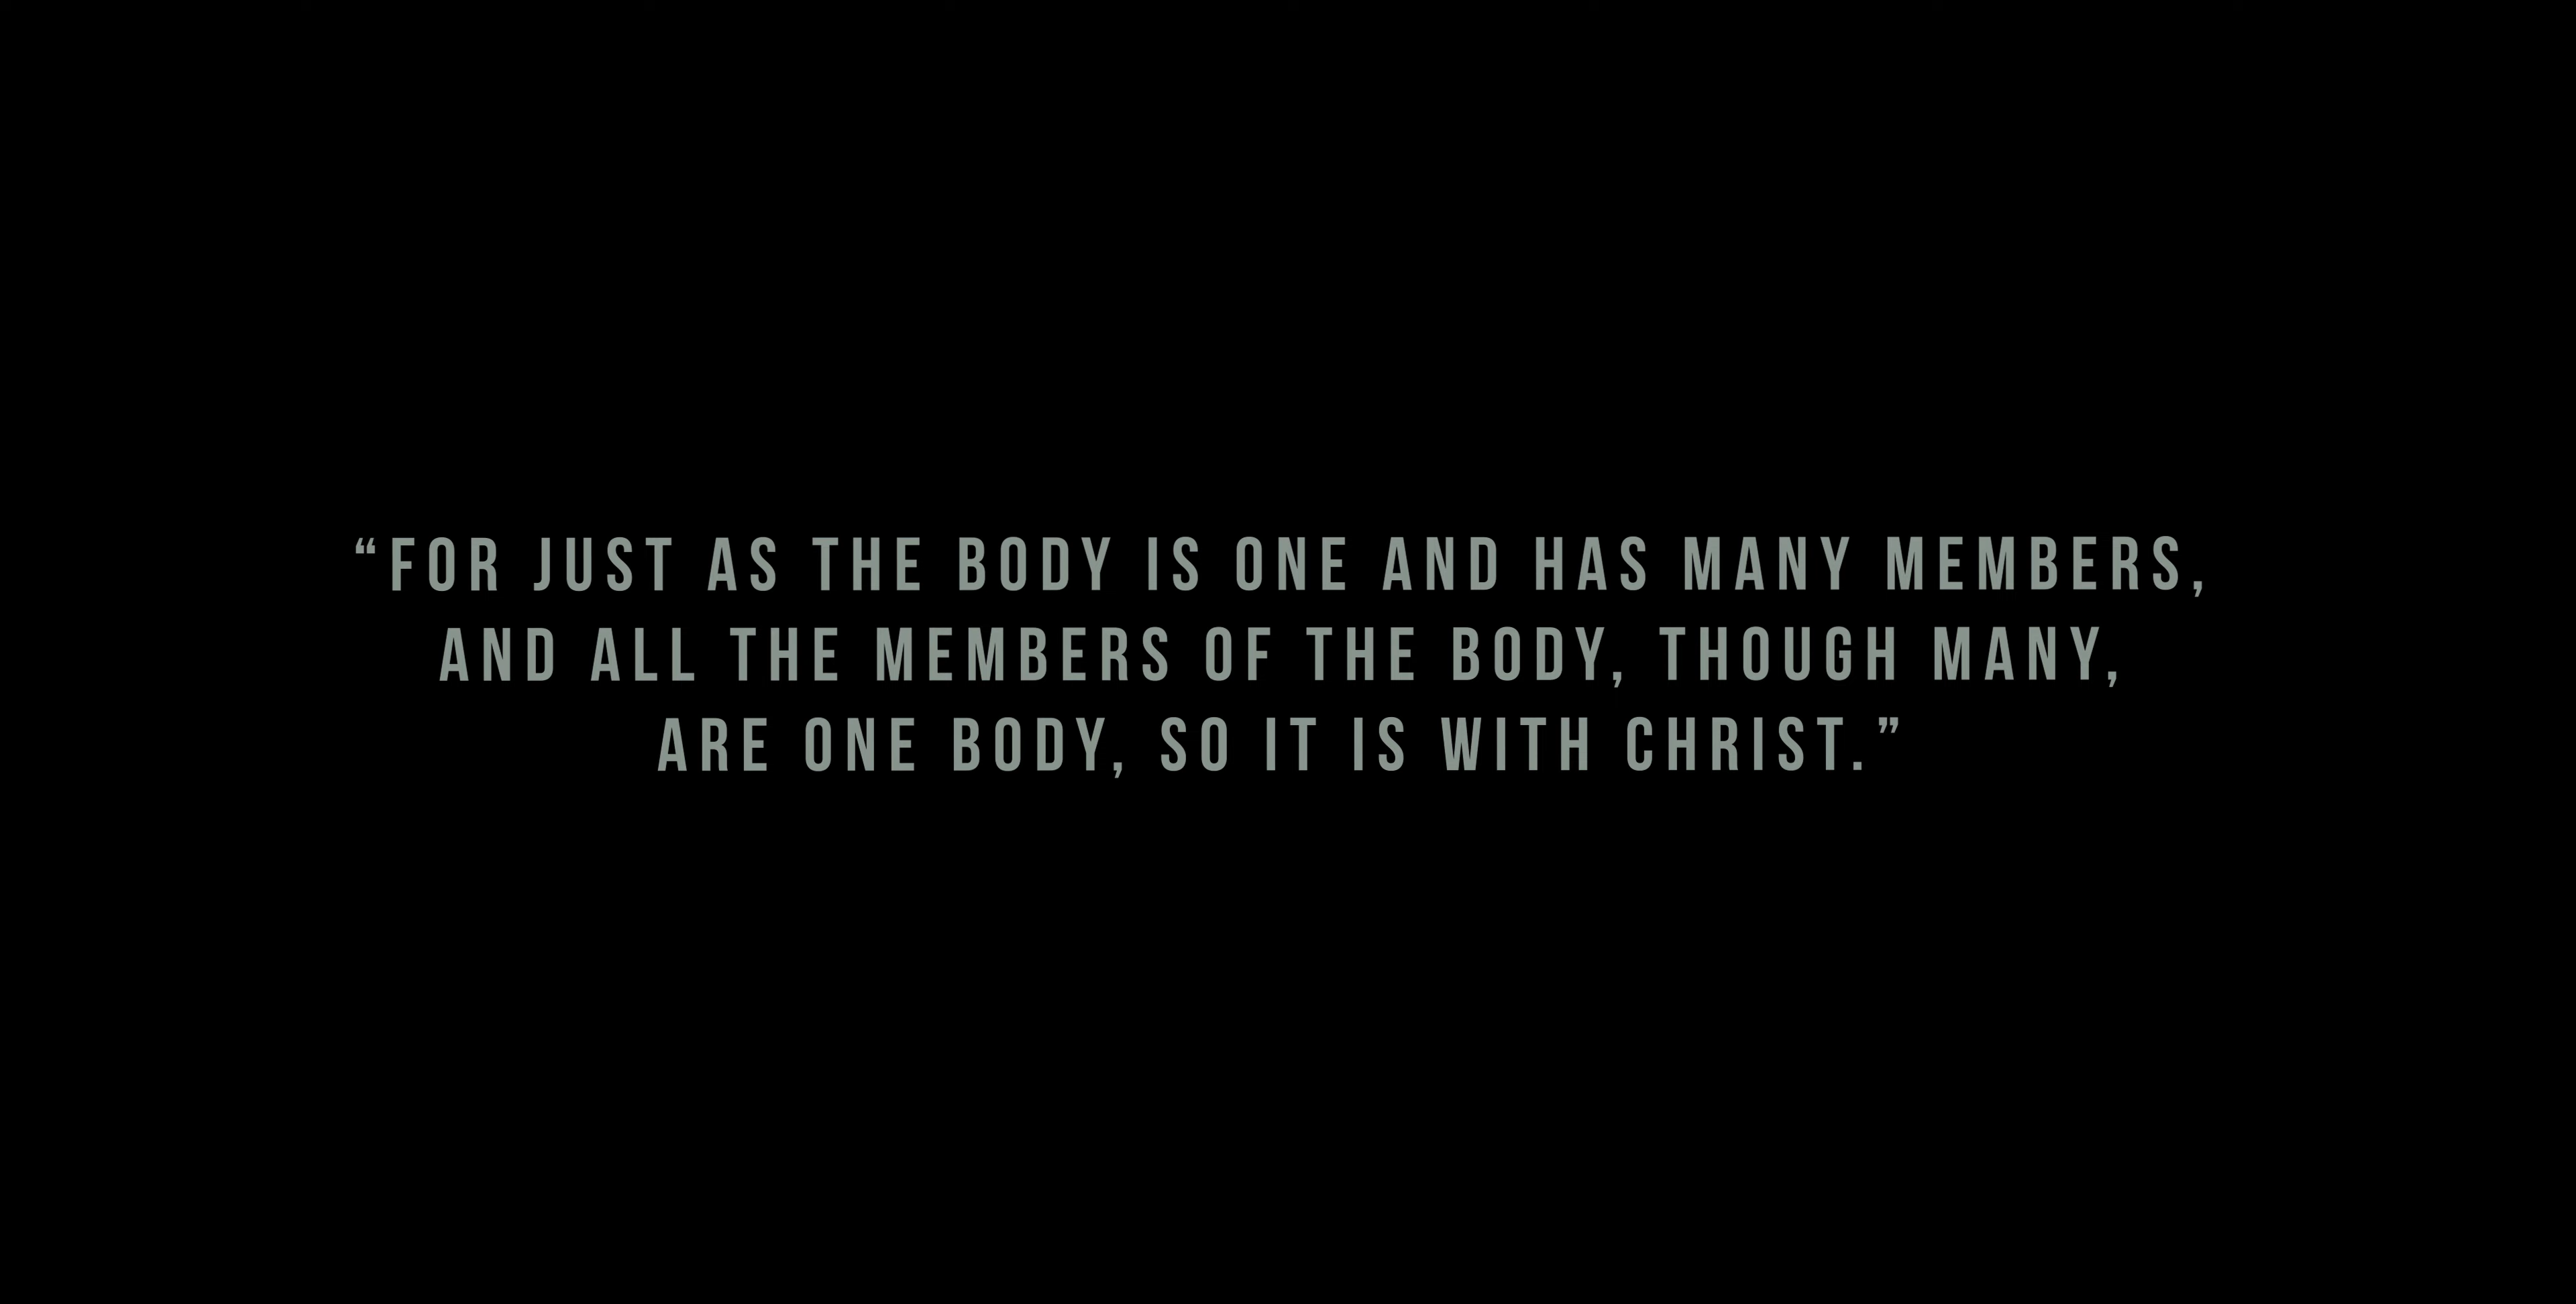 “FOR JUST AS THE BODY IS ONE AND HAS MANY MEMBERS,
AND ALL THE MEMBERS OF THE BODY, THOUGH MANY,
ARE ONE BODY, SO IT IS WITH CHRIST.”